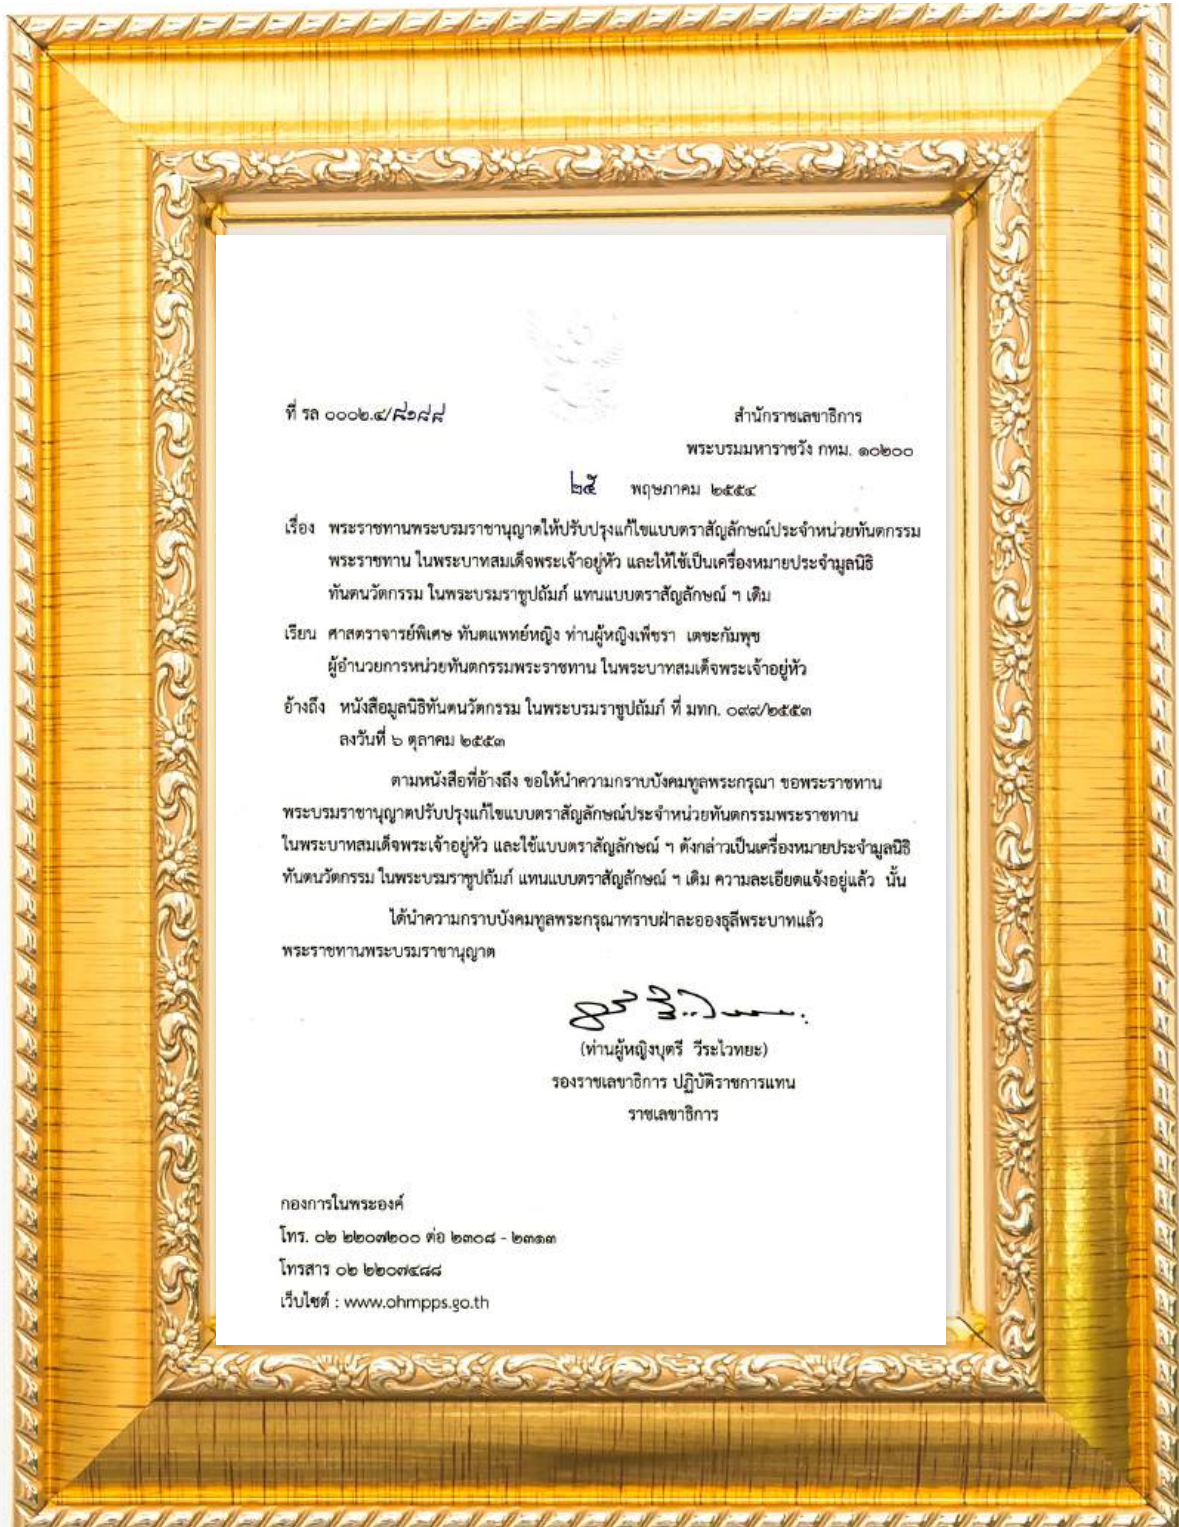 ที่ รล ๐๐๐๒.๔/๘๑๘๘
สำนักราชเลขาธิการ
พระบรมมหาราชวัง กทม. ๑๐๒๐๐
๒๕ พฤษภาคม ๒๕๕๔
เรื่อง พระราชทานพระบรมราชานุญาตให้ปรับปรุงแก้ไขแบบตราสัญลักษณ์ประจำหน่วยทันตกรรม
พระราชทาน ในพระบาทสมเด็จพระเจ้าอยู่หัว และให้ใช้เป็นเครื่องหมายประจำมูลนิธิ
ทันตนวัตกรรม ในพระบรมราชูปถัมภ์ แทนแบบตราสัญลักษณ์ ฯ เดิม
เรียน ศาสตราจารย์พิเศษ ทันตแพทย์หญิง ท่านผู้หญิงเพ็ชรา เตชะกัมพุช
ผู้อำนวยการหน่วยทันตกรรมพระราชทาน ในพระบาทสมเด็จพระเจ้าอยู่หัว
อ้างถึง หนังสือมูลนิธิทันตนวัตกรรม ในพระบรมราชูปถัมภ์ ที่ มทก. ๐๙๙/๒๕๕๓
ลงวันที่ ๖ ตุลาคม ๒๕๕๓
ตามหนังสือที่อ้างถึง ขอให้นำความกราบบังคมทูลพระกรุณา ขอพระราชทาน
พระบรมราชานุญาตปรับปรุงแก้ไขแบบตราสัญลักษณ์ประจำหน่วยทันตกรรมพระราชทาน
ในพระบาทสมเด็จพระเจ้าอยู่หัว และใช้แบบตราสัญลักษณ์ ฯ ดังกล่าวเป็นเครื่องหมายประจำมูลนิธิ
ทันตนวัตกรรม ในพระบรมราชูปถัมภ์ แทนแบบตราสัญลักษณ์ ฯ เดิม ความละเอียดแจ้งอยู่แล้ว นั้น
ได้นำความกราบบังคมทูลพระกรุณาทราบฝ่าละอองธุลีพระบาทแล้ว
พระราชทานพระบรมราชานุญาต
(ท่านผู้หญิงบุตรี วีระไวทยะ)
รองราชเลขาธิการ ปฏิบัติราชการแทน
ราชเลขาธิการ
กองการในพระองค์
โทร. ๐๒ ๒๒๐๗๒๐๐ ต่อ ๒๓๐๘ - ๒๓๑๓
โทรสาร ๐๒ ๒๒๐๗๔๘๘
เว็บไซต์ : www.ohmpps.go.th